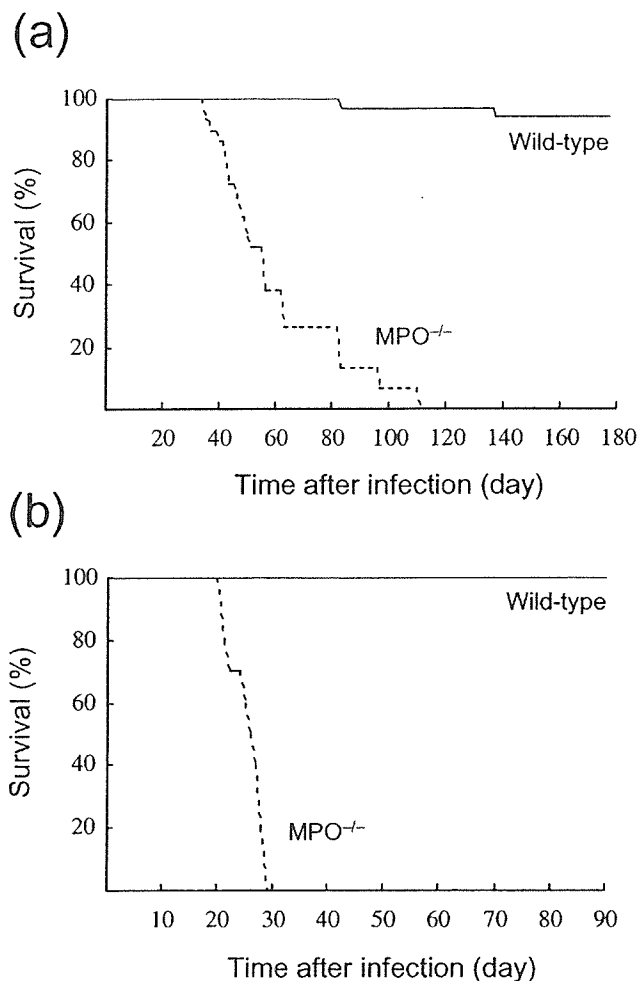 (a)
100
80
60
40
20
Survival (%)
Wild-type
MPO–/–
20 40 60 80 100 120 140 160 180
Time after infection (day)
(b)
100
80
60
40
20
Survival (%)
Wild-type
MPO–/–
10 20 30 40 50 60 70 80 90
Time after infection (day)